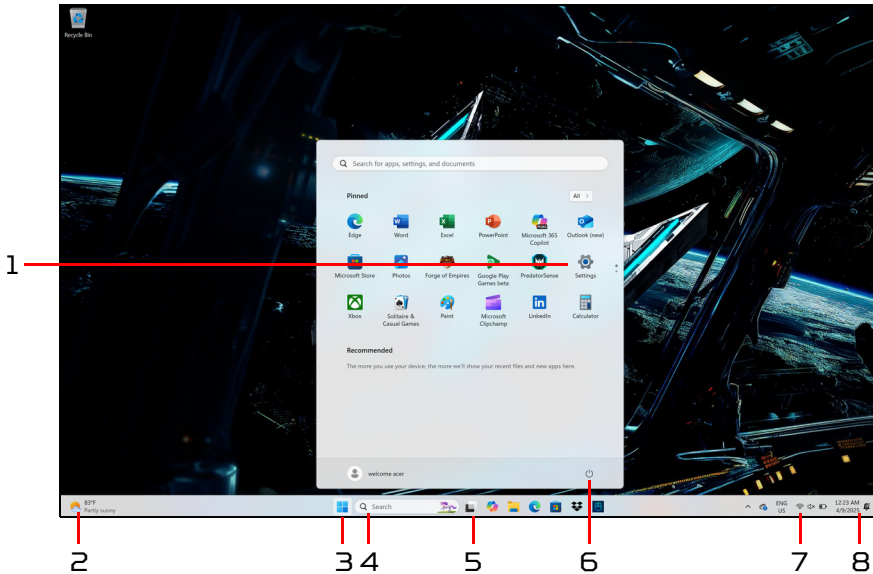 Recycle Bin
Search for apps, settings, and documents
Pinned
All >
Edge
Word
Excel
PowerPoint
Microsoft 365
Copilot
Outlook (new)
1
Microsoft Store
Photos
Forge of Empires
Google Play
Games beta
PredatorSense
Settings
Xbox
Solitaire &
Casual Games
Paint
Microsoft
Clipchamp
LinkedIn
Calculator
Recommended
The more you use your device, the more we'll show your recent files and new apps here.
welcome acer
83°F
Partly sunny
Search
ENG
US
12:23 AM
4/9/2025
2
3
4
5
6
7
8